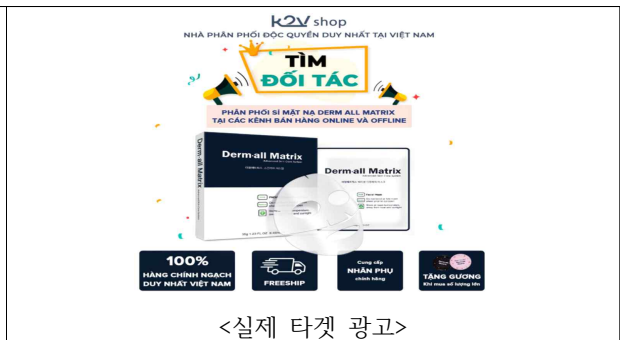 k2V shop
NHÀ PHÂN PHỐI ĐỘC QUYỀN DUY NHẤT TẠI VIỆT NAM
TÌM
ĐỐI TÁC
PHÂN PHỐI SỈ MẶT NẠ DERM ALL MATRIX
TẠI CÁC KÊNH BÁN HÀNG ONLINE VÀ OFFLINE
Derm·all Matrix
Derm·all Matrix
Derm·all Matrix
Facial Mask
100%
HÀNG CHÍNH NGẠCH
DUY NHẤT VIỆT NAM
FREESHIP
Cung cấp
NHÃN PHỤ
chính hãng
TẶNG GƯƠNG
Khi mua số lượng lớn
<실제 타겟 광고>